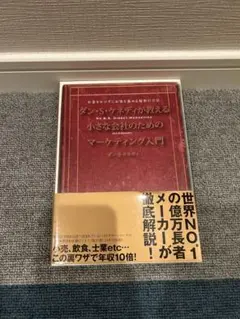 ダン・S・ケネディが教える
小さな会社のための
マーケティング入門
世界NO.1
の億万長者
メーカーが
徹底解説!
小売、飲食、士業etc…
この裏ワザで年収10倍!